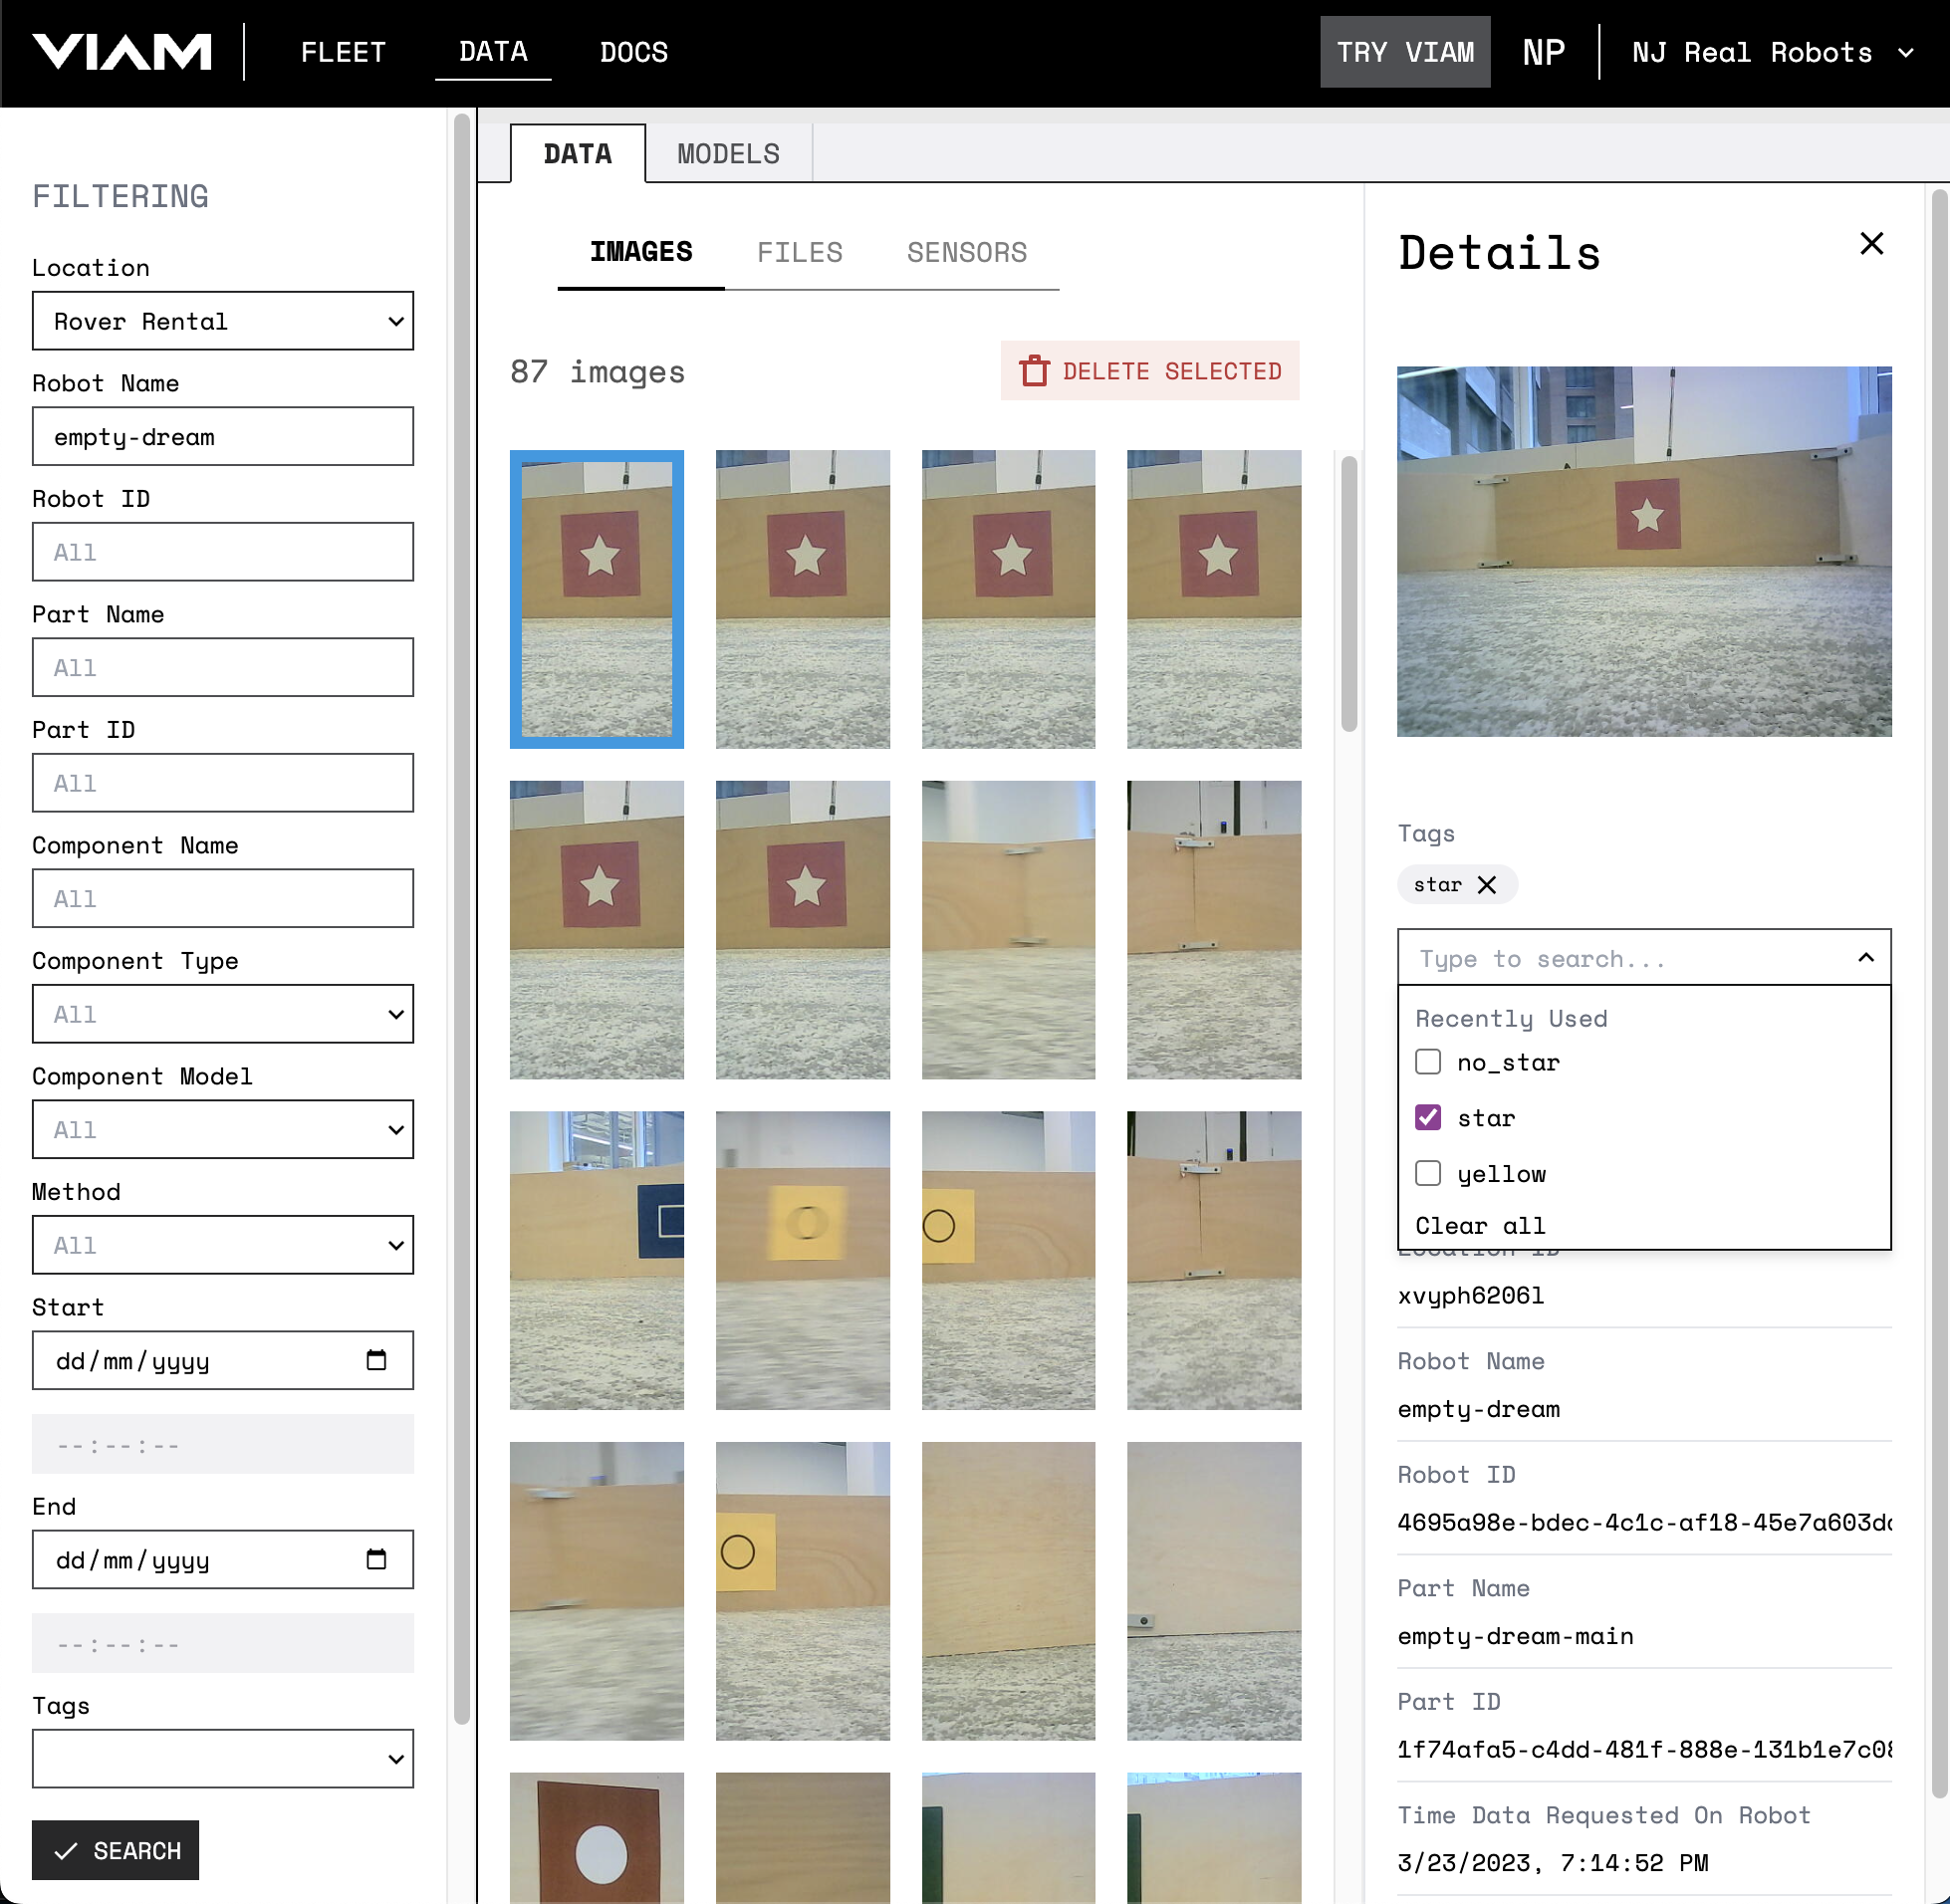 VIAM
FLEET
DATA
DOCS
TRY VIAM
NP
NJ Real Robots
FILTERING
Location
Rover Rental
Robot Name
empty-dream
Robot ID
All
Part Name
All
Part ID
All
Component Name
All
Component Type
All
Component Model
All
Method
All
Start
dd/mm/yyyy
--:--:--
End
dd/mm/yyyy
--:--:--
Tags
SEARCH
DATA
MODELS
IMAGES
FILES
SENSORS
87 images
DELETE SELECTED
Details
Tags
star
Type to search...
Recently Used
no_star
star
yellow
Clear all
Location ID
xvyph6206l
Robot Name
empty-dream
Robot ID
4695a98e-bdec-4c1c-af18-45e7a603d
Part Name
empty-dream-main
Part ID
1f74afa5-c4dd-481f-888e-131b1e7c0
Time Data Requested On Robot
3/23/2023, 7:14:52 PM